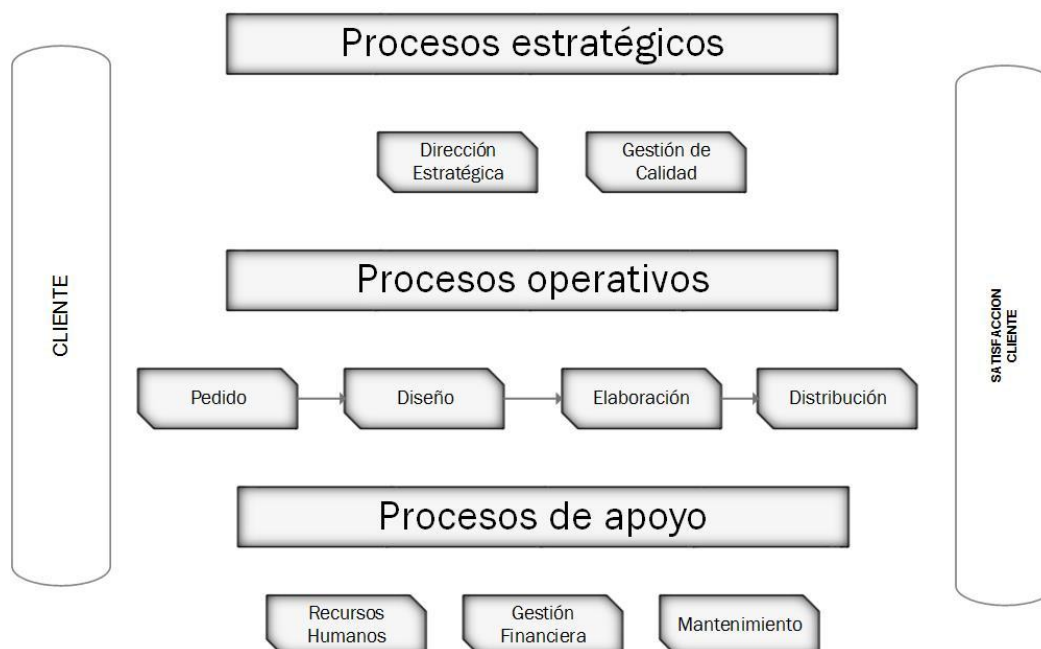 Procesos estratégicos
Dirección
Estratégica
Gestión de
Calidad
CLIENTE
Procesos operativos
SATISFACCION
CLIENTE
Pedido
Diseño
Elaboración
Distribución
Procesos de apoyo
Recursos
Humanos
Gestión
Financiera
Mantenimiento